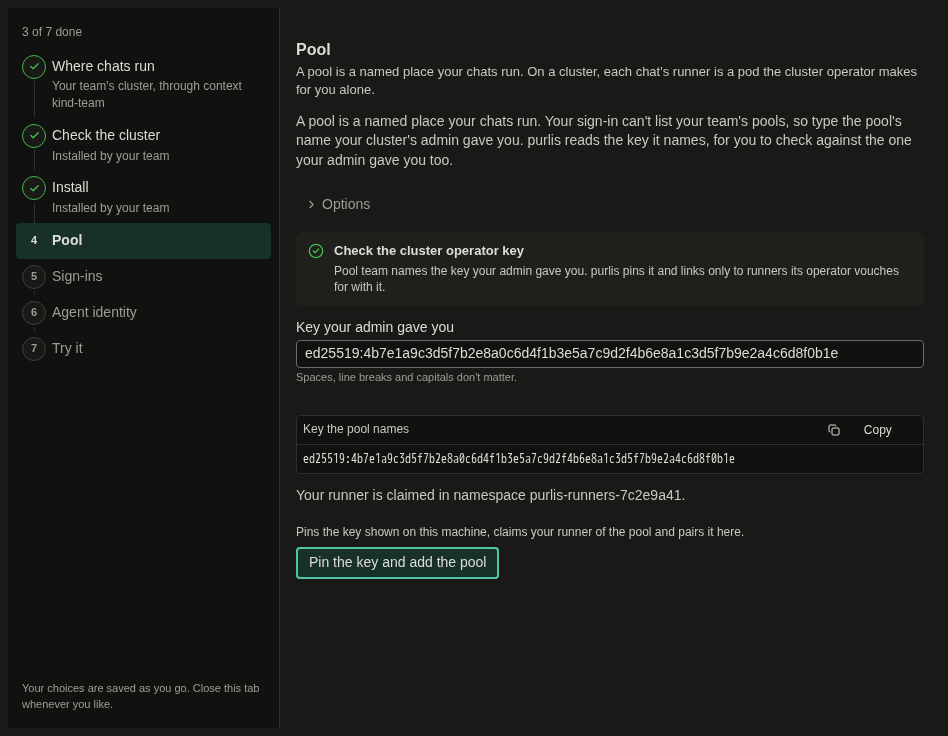 3 of 7 done
Where chats run
Your team's cluster, through context
kind-team
Check the cluster
Installed by your team
Install
Installed by your team
4 Pool
5 Sign-ins
6 Agent identity
7 Try it
Your choices are saved as you go. Close this tab
whenever you like.
Pool
A pool is a named place your chats run. On a cluster, each chat's runner is a pod the cluster operator makes
for you alone.
A pool is a named place your chats run. Your sign-in can't list your team's pools, so type the pool's
name your cluster's admin gave you. purlis reads the key it names, for you to check against the one
your admin gave you too.
Options
Check the cluster operator key
Pool team names the key your admin gave you. purlis pins it and links only to runners its operator vouches
for with it.
Key your admin gave you
ed25519:4b7e1a9c3d5f7b2e8a0c6d4f1b3e5a7c9d2f4b6e8a1c3d5f7b9e2a4c6d8f0b1e
Spaces, line breaks and capitals don't matter.
Key the pool names
Copy
ed25519:4b7e1a9c3d5f7b2e8a0c6d4f1b3e5a7c9d2f4b6e8a1c3d5f7b9e2a4c6d8f0b1e
Your runner is claimed in namespace purlis-runners-7c2e9a41.
Pins the key shown on this machine, claims your runner of the pool and pairs it here.
Pin the key and add the pool